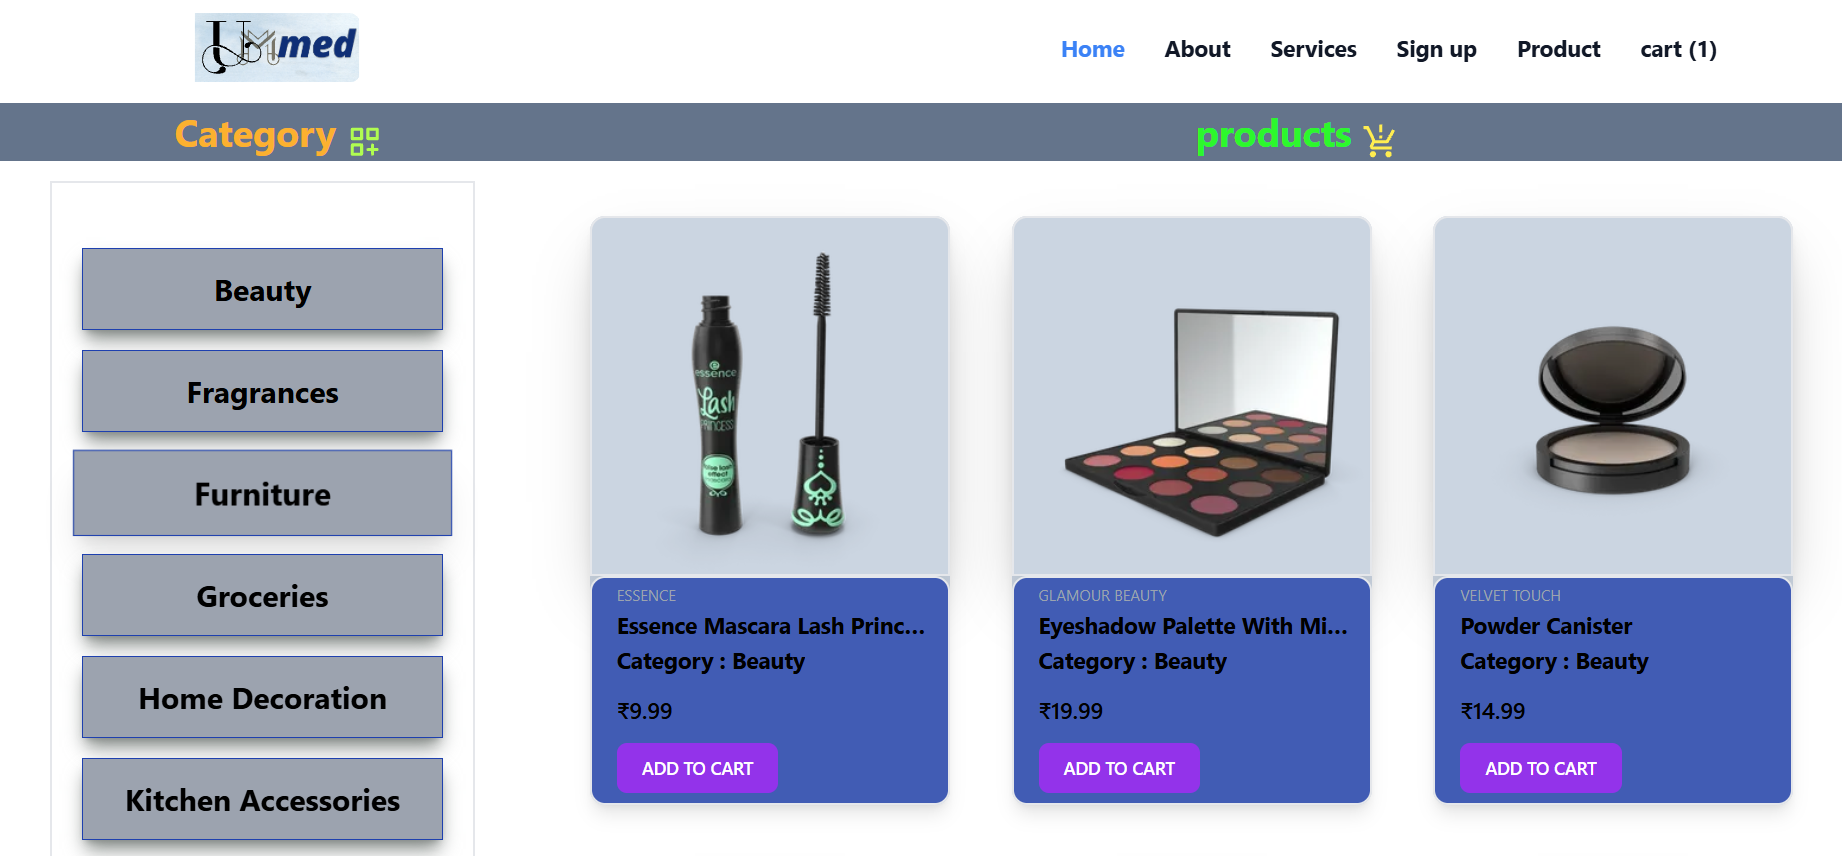 UMmed
Home About Services Sign up Product cart (1)
Category products
Beauty
Fragrances
Furniture
Groceries
Home Decoration
Kitchen Accessories
essence
Lash
PRINCESS
false lash
effect
ESSENCE
Essence Mascara Lash Princ...
Category : Beauty
₹9.99
ADD TO CART
GLAMOUR BEAUTY
Eyeshadow Palette With Mi...
Category : Beauty
₹19.99
ADD TO CART
VELVET TOUCH
Powder Canister
Category : Beauty
₹14.99
ADD TO CART